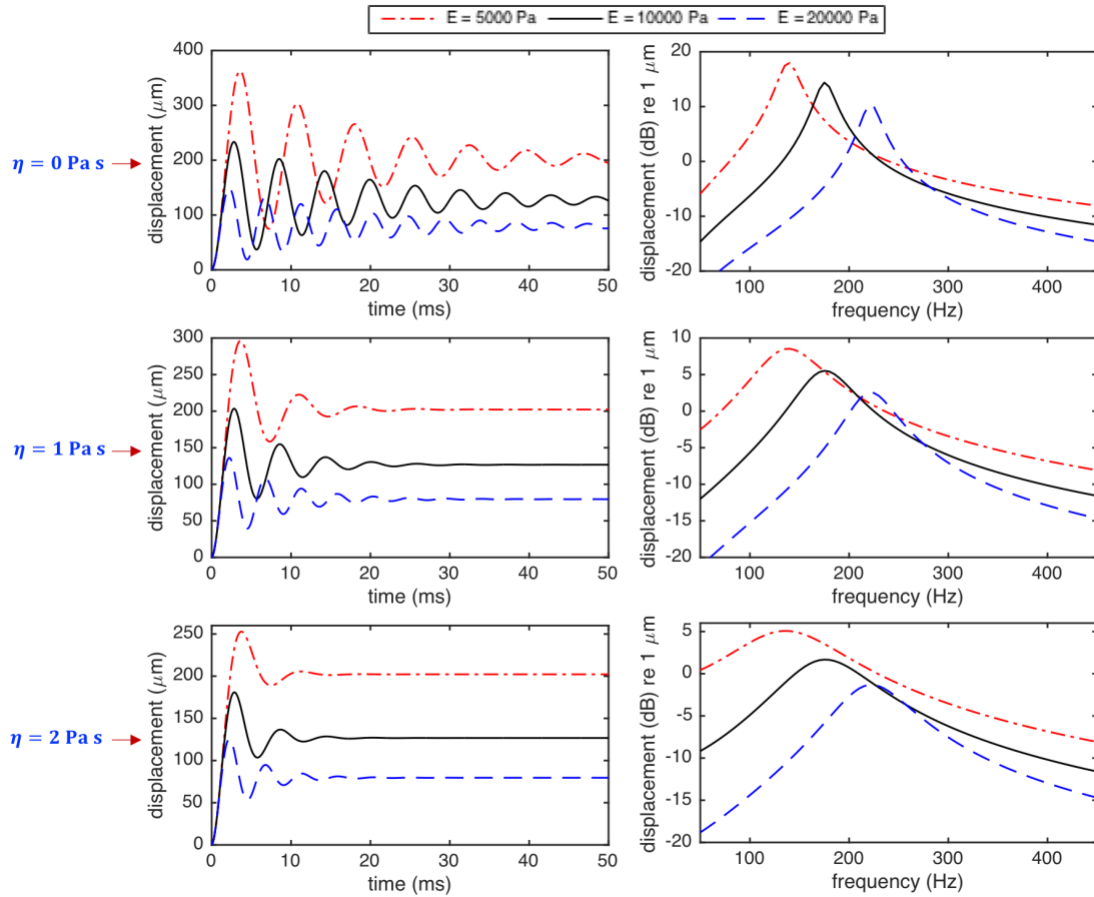 E = 5000 Pa E = 10000 Pa E = 20000 Pa
η = 0 Pa s
displacement (μm)
400
300
200
100
0
0 10 20 30 40 50
time (ms)
displacement (dB) re 1 μm
20
10
0
-10
-20
100 200 300 400
frequency (Hz)
η = 1 Pa s
displacement (μm)
300
250
200
150
100
50
0
0 10 20 30 40 50
time (ms)
displacement (dB) re 1 μm
10
5
0
-5
-10
-15
-20
100 200 300 400
frequency (Hz)
η = 2 Pa s
displacement (μm)
250
200
150
100
50
0
0 10 20 30 40 50
time (ms)
displacement (dB) re 1 μm
5
0
-5
-10
-15
-20
100 200 300 400
frequency (Hz)